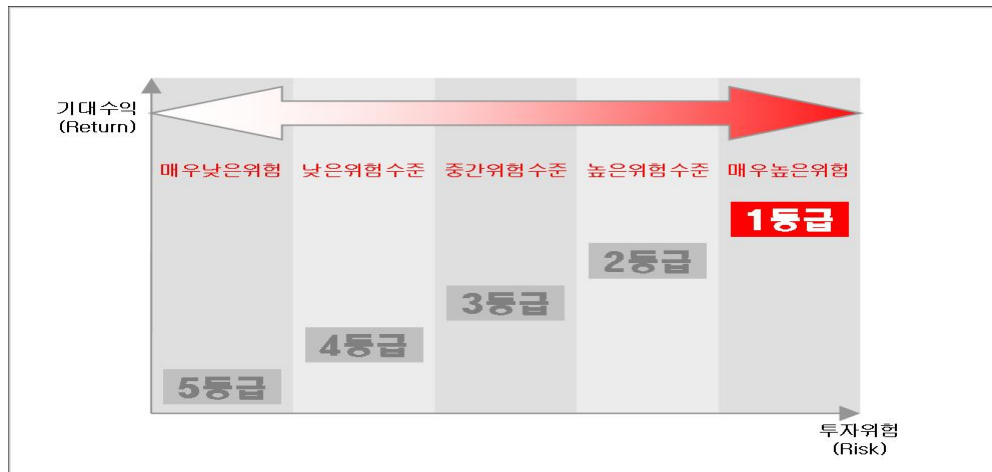 기대수익
(Return)
매우낮은위험 낮은위험수준 중간위험수준 높은위험수준 매우높은위험
1등급
2등급
3등급
4등급
5등급
투자위험
(Risk)